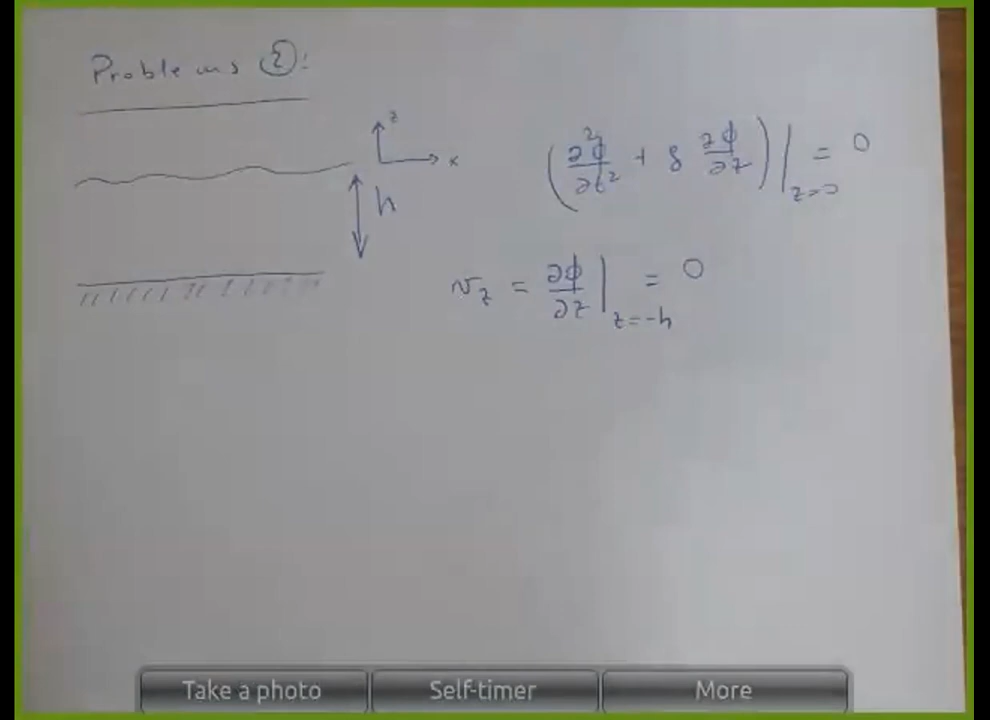 Problems ②:
z
x
h
(∂²ϕ/∂t² + g ∂ϕ/∂z)|z=0 = 0
v_z = ∂ϕ/∂z|z=-h = 0
Take a photo Self-timer More